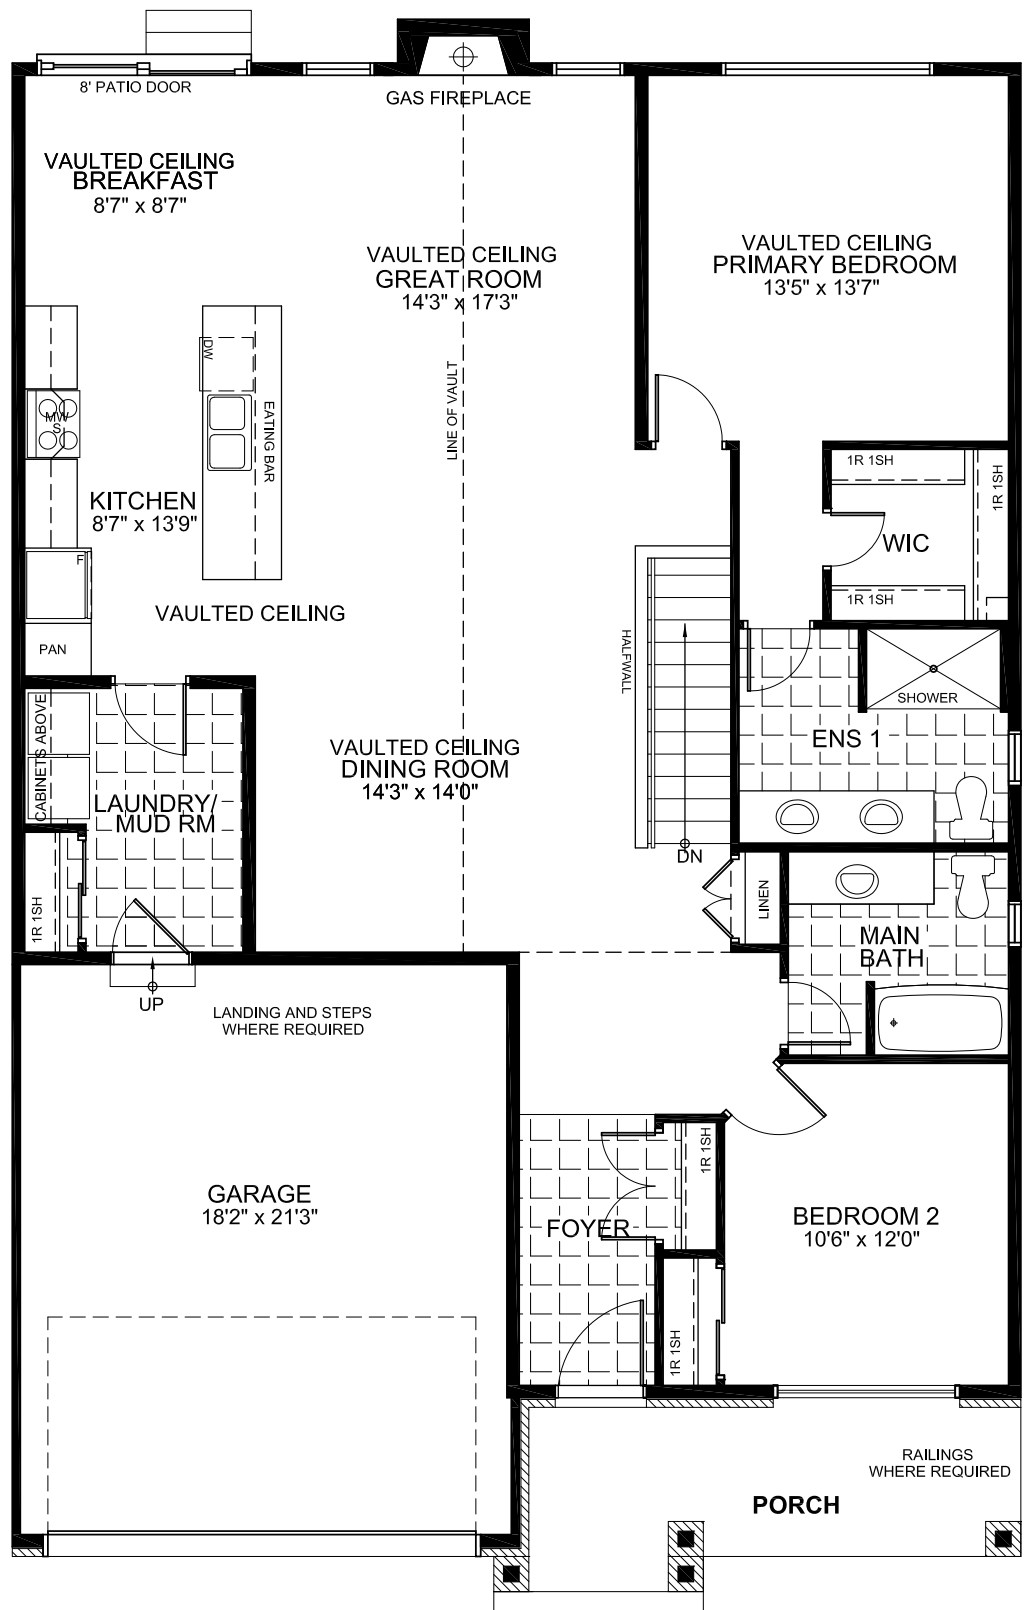 8' PATIO DOOR
GAS FIREPLACE
VAULTED CEILING
BREAKFAST
8'7" x 8'7"
VAULTED CEILING
GREAT ROOM
14'3" x 17'3"
VAULTED CEILING
PRIMARY BEDROOM
13'5" x 13'7"
DW
LINE OF VAULT
MW
S
EATING BAR
KITCHEN
8'7" x 13'9"
F
1R 1SH
1R 1SH
WIC
1R 1SH
VAULTED CEILING
PAN
HALFWALL
SHOWER
CABINETS ABOVE
ENS 1
VAULTED CEILING
DINING ROOM
14'3" x 14'0"
LAUNDRY/
MUD RM
DN
LINEN
1R 1SH
MAIN
BATH
UP
LANDING AND STEPS
WHERE REQUIRED
1R 1SH
GARAGE
18'2" x 21'3"
FOYER
BEDROOM 2
10'6" x 12'0"
1R 1SH
RAILINGS
WHERE REQUIRED
PORCH